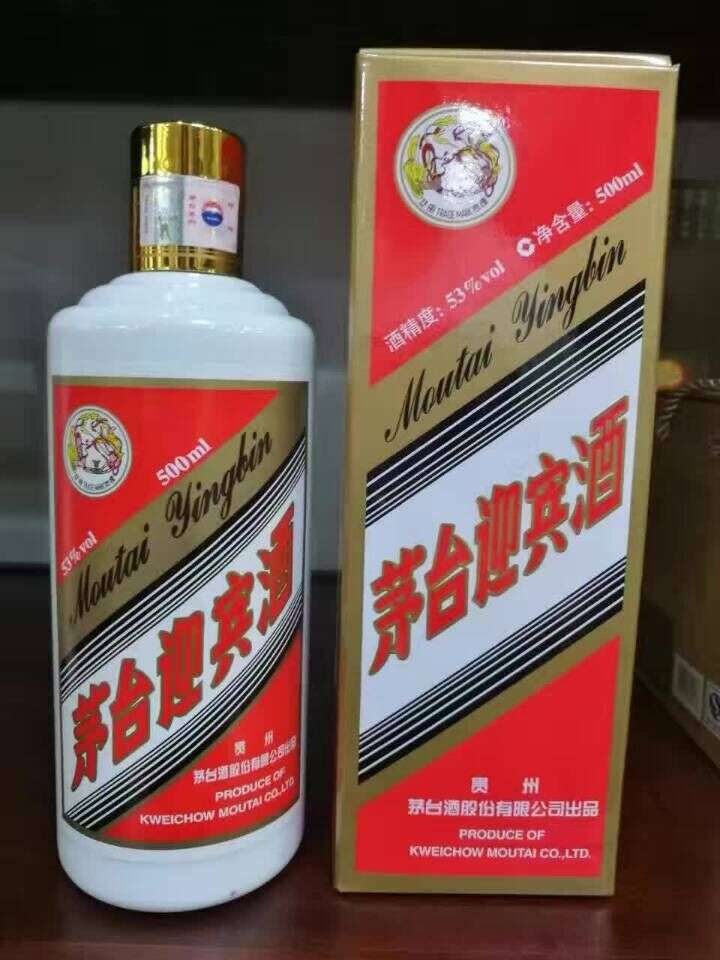 500ml
53%vol
Moutai Yingbin
茅台迎宾酒
贵州
茅台酒股份有限公司出品
PRODUCE OF
KWEICHOW MOUTAI CO.,LTD.
TRADE MARK
净含量：500ml
酒精度：53%vol
Moutai Yingbin
茅台迎宾酒
贵州
茅台酒股份有限公司出品
PRODUCE OF
KWEICHOW MOUTAI CO.,LTD.